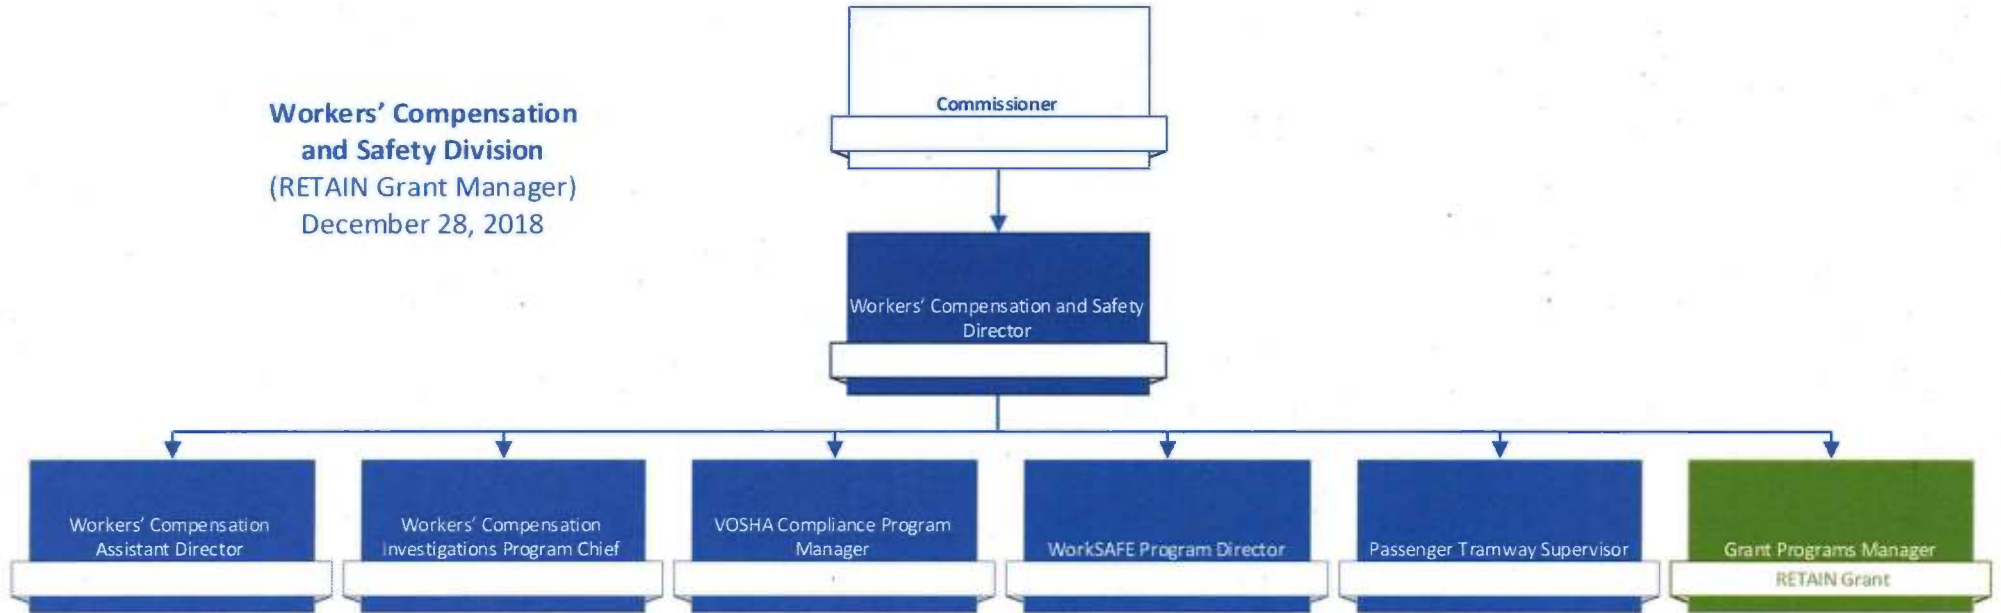 Workers' Compensation
and Safety Division
(RETAIN Grant Manager)
December 28, 2018
Commissioner
Workers' Compensation and Safety
Director
Workers' Compensation
Assistant Director
Workers' Compensation
Investigations Program Chief
VOSHA Compliance Program
Manager
WorkSAFE Program Director
Passenger Tramway Supervisor
Grant Programs Manager
RETAIN Grant